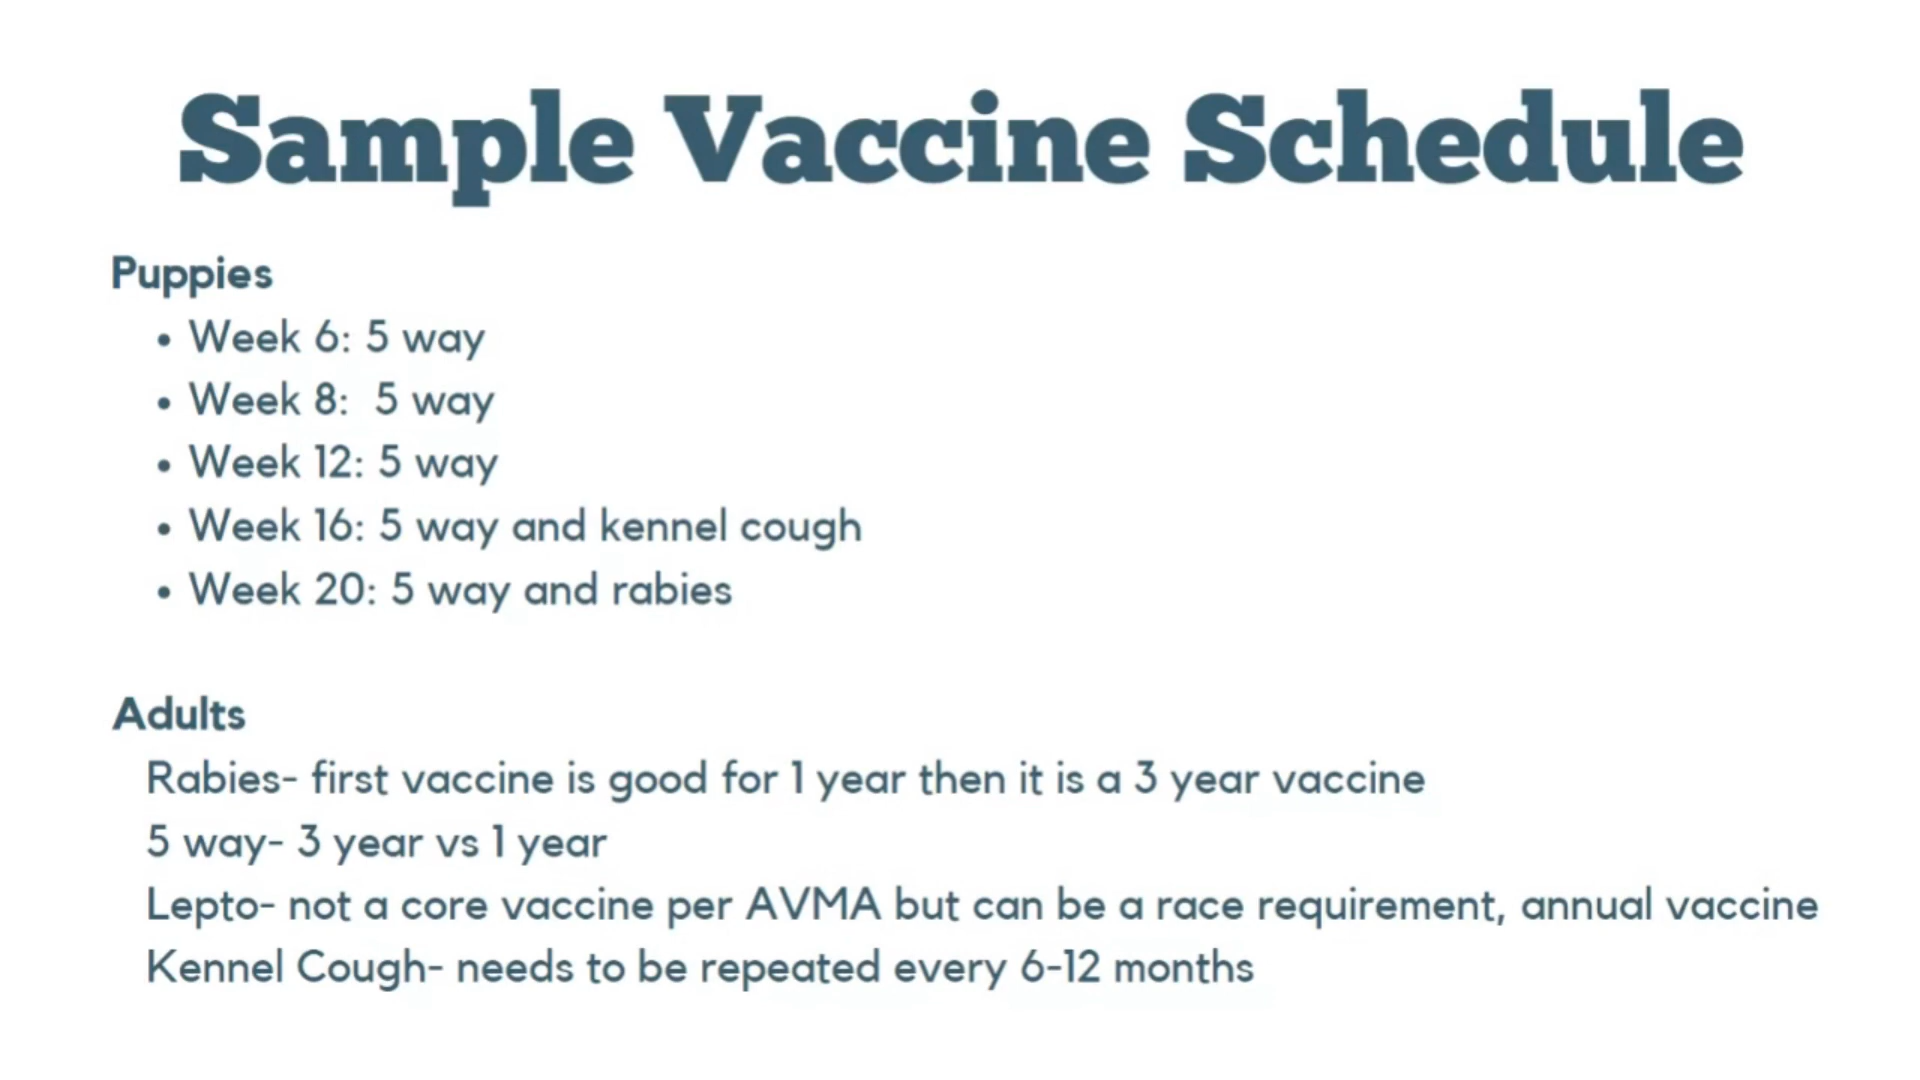 Sample Vaccine Schedule
Puppies
• Week 6: 5 way
• Week 8:  5 way
• Week 12: 5 way
• Week 16: 5 way and kennel cough
• Week 20: 5 way and rabies
Adults
Rabies- first vaccine is good for 1 year then it is a 3 year vaccine
5 way- 3 year vs 1 year
Lepto- not a core vaccine per AVMA but can be a race requirement, annual vaccine
Kennel Cough- needs to be repeated every 6-12 months